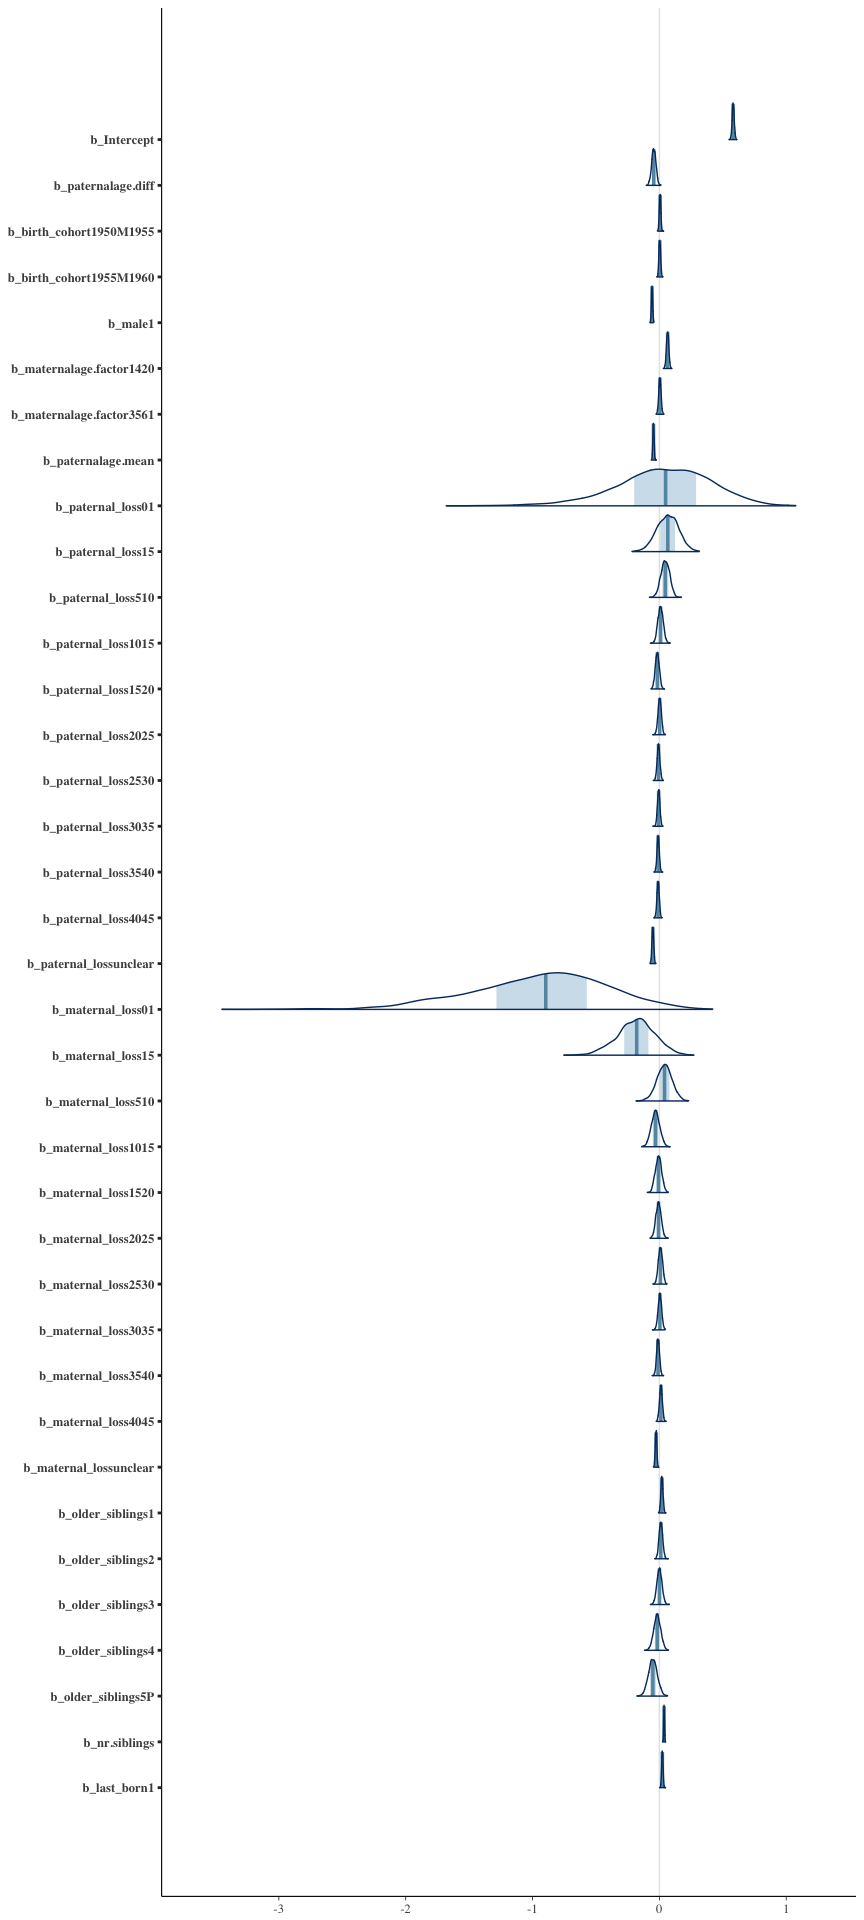 b_Intercept
b_paternalage.diff
b_birth_cohort1950M1955
b_birth_cohort1955M1960
b_male1
b_maternalage.factor1420
b_maternalage.factor3561
b_paternalage.mean
b_paternal_loss01
b_paternal_loss15
b_paternal_loss510
b_paternal_loss1015
b_paternal_loss1520
b_paternal_loss2025
b_paternal_loss2530
b_paternal_loss3035
b_paternal_loss3540
b_paternal_loss4045
b_paternal_lossunclear
b_maternal_loss01
b_maternal_loss15
b_maternal_loss510
b_maternal_loss1015
b_maternal_loss1520
b_maternal_loss2025
b_maternal_loss2530
b_maternal_loss3035
b_maternal_loss3540
b_maternal_loss4045
b_maternal_lossunclear
b_older_siblings1
b_older_siblings2
b_older_siblings3
b_older_siblings4
b_older_siblings5P
b_nr.siblings
b_last_born1
-3 -2 -1 0 1